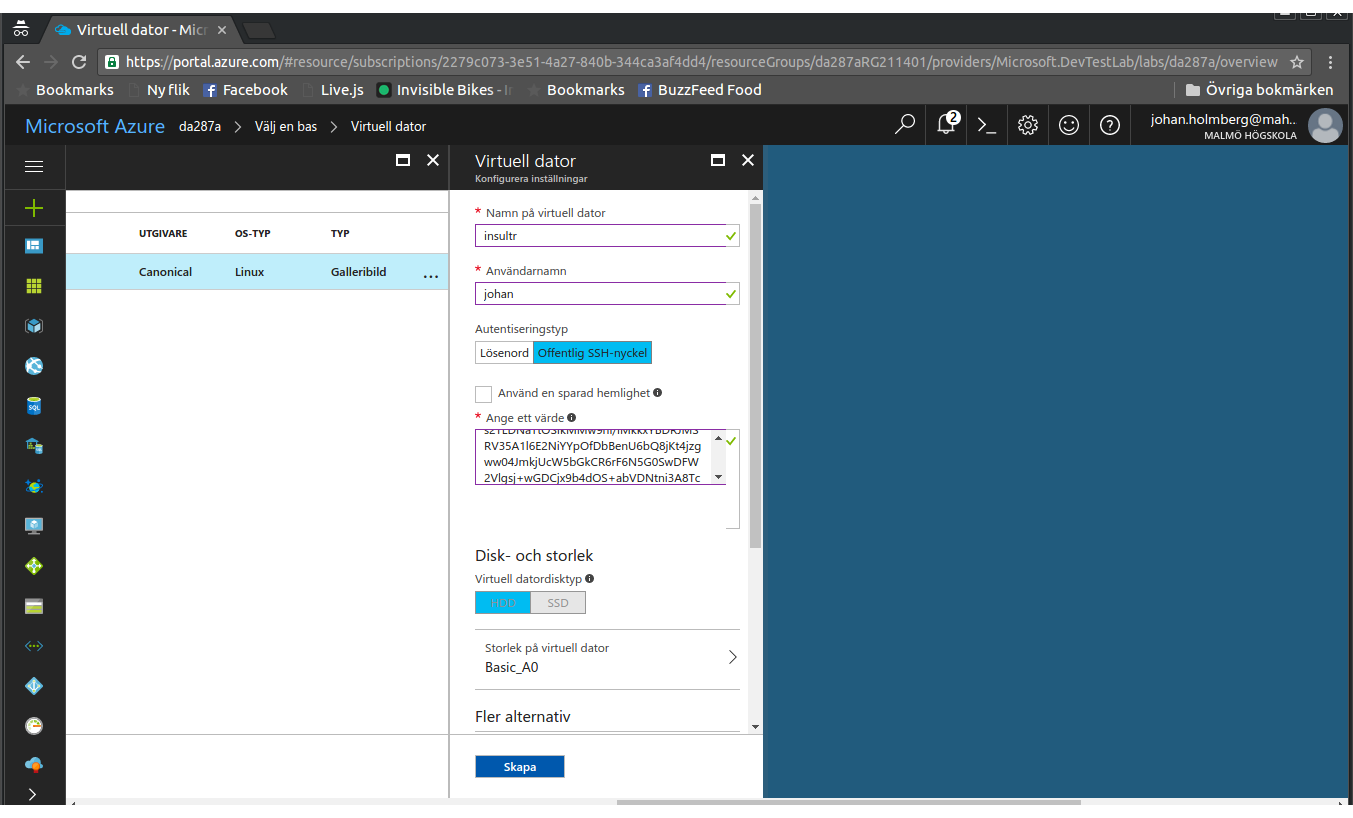 Virtuell dator - Micr
https://portal.azure.com/#resource/subscriptions/2279c073-3e51-4a27-840b-344ca3af4dd4/resourceGroups/da287aRG211401/providers/Microsoft.DevTestLab/labs/da287a/overview
Bookmarks Ny flik Facebook Live.js Invisible Bikes - Bookmarks BuzzFeed Food Övriga bokmärken
Microsoft Azure da287a > Välj en bas > Virtuell dator
2
johan.holmberg@mah..
MALMÖ HÖGSKOLA
Virtuell dator
Konfigurera inställningar
UTGIVARE OS-TYP TYP
Canonical Linux Galleribild ...
* Namn på virtuell dator
insultr
* Användarnamn
johan
Autentiseringstyp
Lösenord Offentlig SSH-nyckel
Använd en sparad hemlighet
* Ange ett värde
RV35A1l6E2NiYYpOfDbBenU6bQ8jKt4jzg
ww04JmkjUcW5bGkCR6rF6N5G0SwDFW
2Vlgsj+wGDCjx9b4dOS+abVDNtni3A8Tc
Disk- och storlek
Virtuell datordisktyp
HDD SSD
Storlek på virtuell dator
Basic_A0
Fler alternativ
Skapa
SQL